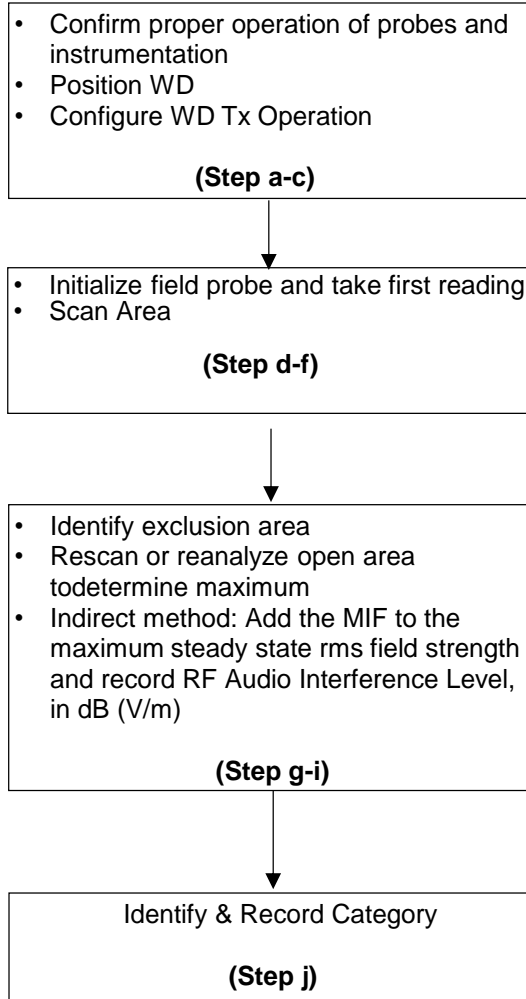 • Confirm proper operation of probes and
instrumentation
• Position WD
• Configure WD Tx Operation
(Step a-c)
• Initialize field probe and take first reading
• Scan Area
(Step d-f)
• Identify exclusion area
• Rescan or reanalyze open area
todetermine maximum
• Indirect method: Add the MIF to the
maximum steady state rms field strength
and record RF Audio Interference Level,
in dB (V/m)
(Step g-i)
Identify & Record Category
(Step j)